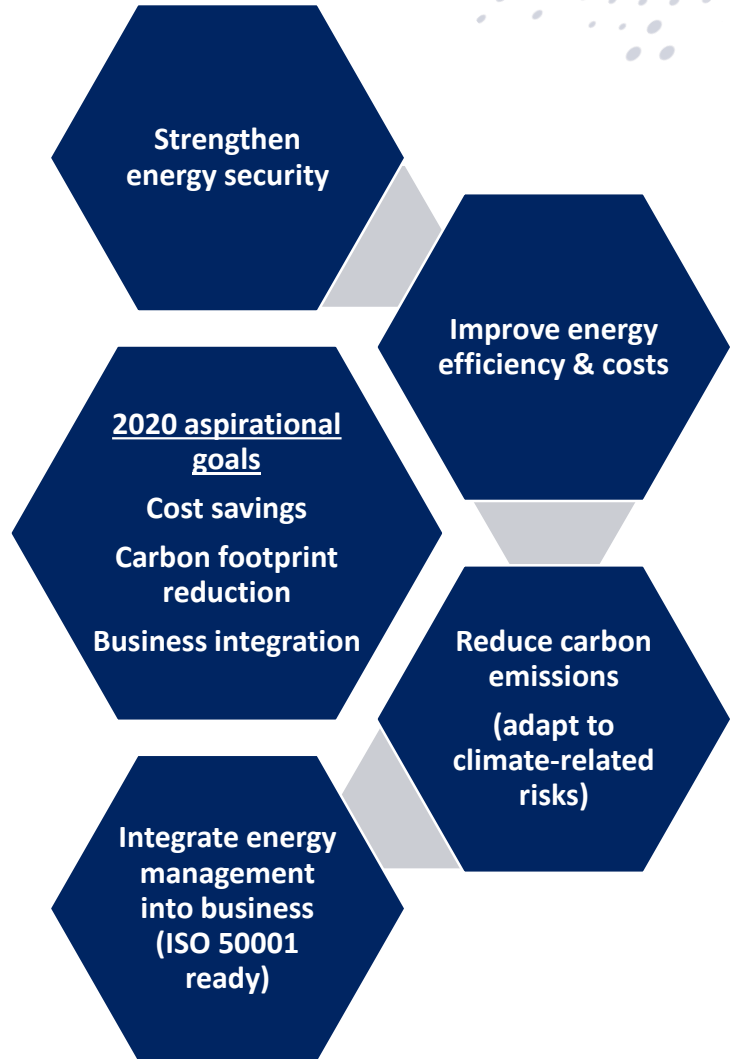 Strengthen
energy security
Improve energy
efficiency & costs
2020 aspirational
goals
Cost savings
Carbon footprint
reduction
Business integration
Reduce carbon
emissions
(adapt to
climate-related
risks)
Integrate energy
management
into business
(ISO 50001
ready)